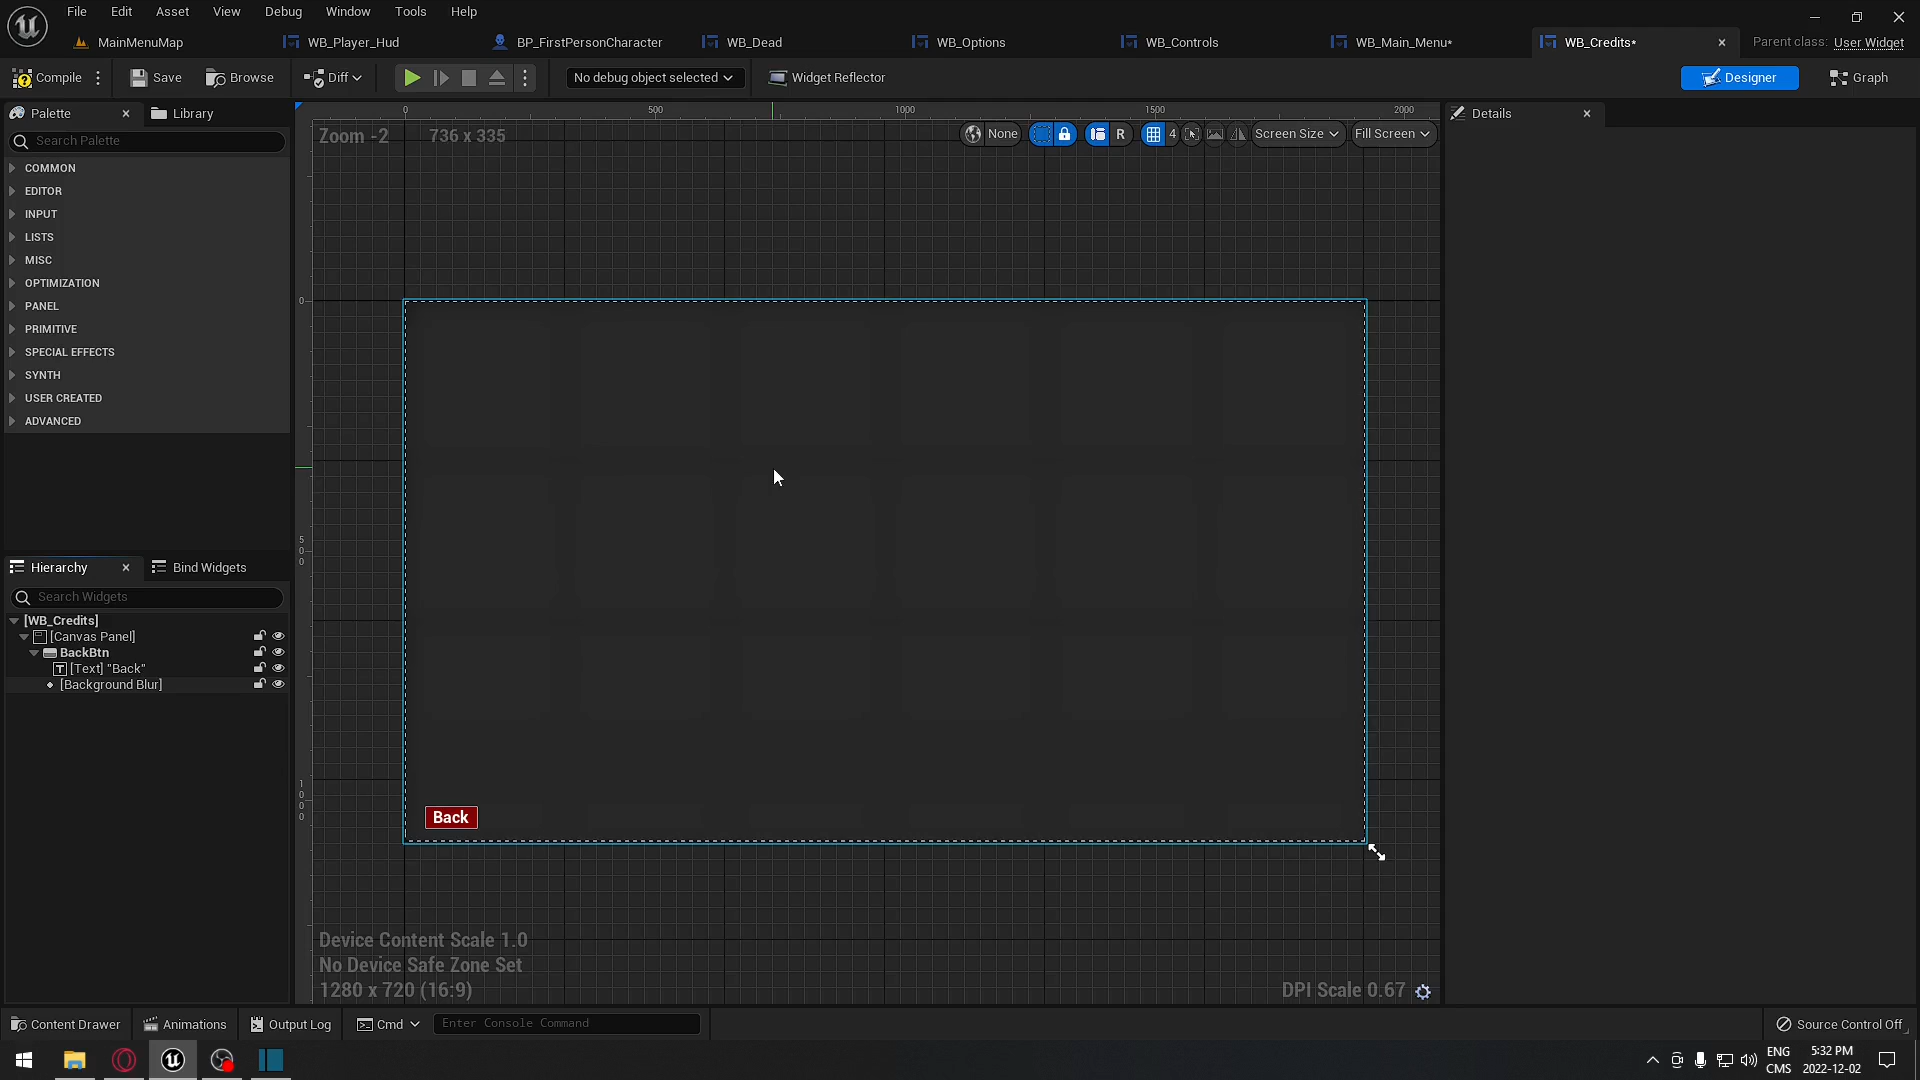 File Edit Asset View Debug Window Tools Help
MainMenuMap WB_Player_Hud BP_FirstPersonCharacter WB_Dead WB_Options WB_Controls WB_Main_Menu* WB_Credits* Parent class: User Widget
Compile Save Browse Diff No debug object selected Widget Reflector Designer Graph
Palette Library
Search Palette
COMMON
EDITOR
INPUT
LISTS
MISC
OPTIMIZATION
PANEL
PRIMITIVE
SPECIAL EFFECTS
SYNTH
USER CREATED
ADVANCED
Hierarchy Bind Widgets
Search Widgets
[WB_Credits]
[Canvas Panel]
BackBtn
[Text] "Back"
[Background Blur]
0 500 1000 1500 2000
Zoom -2 736 x 335 None R 4 Screen Size Fill Screen
0
500
1000
Back
Device Content Scale 1.0
No Device Safe Zone Set
1280 x 720 (16:9)
DPI Scale 0.67
Details
Content Drawer Animations Output Log Cmd Enter Console Command Source Control Off
ENG 5:32 PM
CMS 2022-12-02